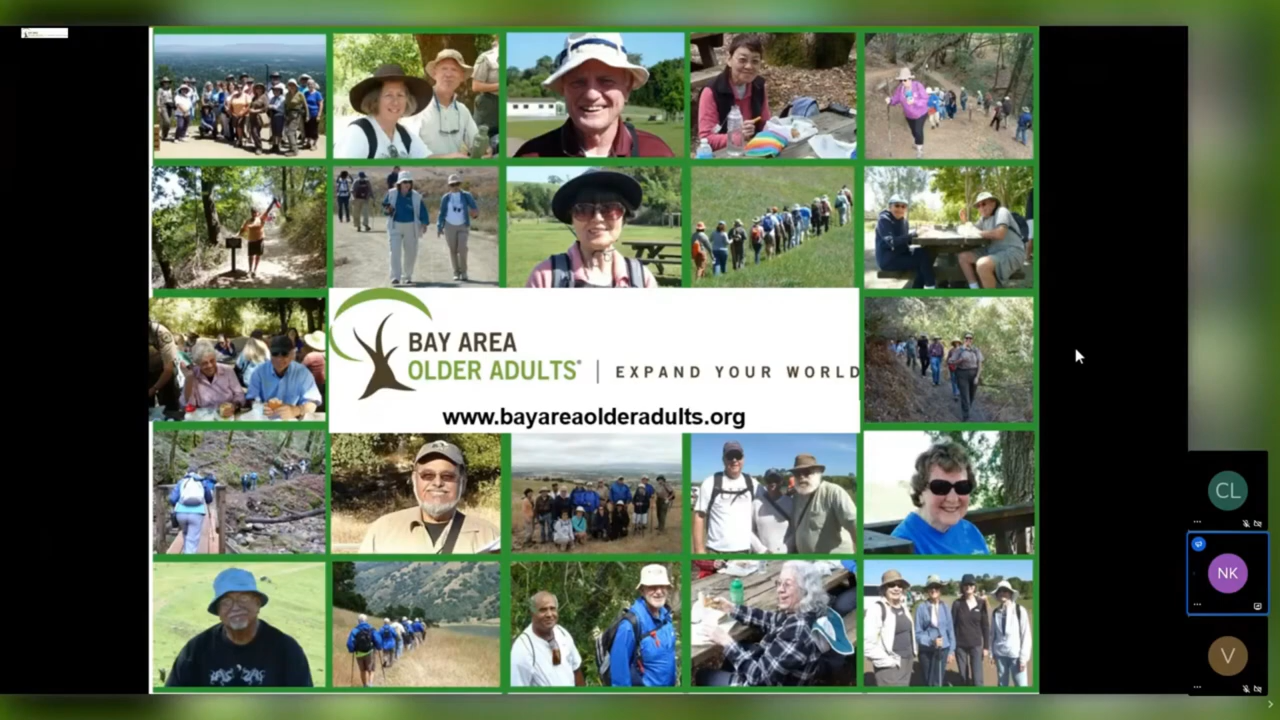 BAY AREA
OLDER ADULTS® | EXPAND YOUR WORLD
www.bayareaolderadults.org
CL
NK
V